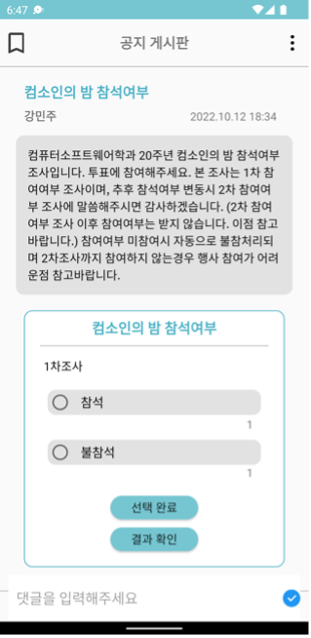 6:47
공지 게시판
컴소인의 밤 참석여부
강민주
2022.10.12 18:34
컴퓨터소프트웨어학과 20주년 컴소인의 밤 참석여부
조사입니다. 투표에 참여해주세요. 본 조사는 1차 참
여여부 조사이며, 추후 참석여부 변동시 2차 참여여
부 조사에 말씀해주시면 감사하겠습니다. (2차 참여
여부 조사 이후 참여여부는 받지 않습니다. 이점 참고
바랍니다.) 참여여부 미참여시 자동으로 불참처리되
며 2차조사까지 참여하지 않는경우 행사 참여가 어려
운점 참고바랍니다.
컴소인의 밤 참석여부
1차조사
참석
1
불참석
1
선택 완료
결과 확인
댓글을 입력해주세요